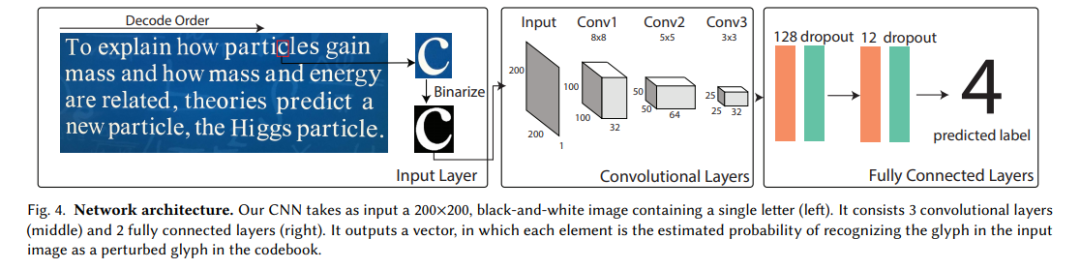 Decode Order
To explain how particles gain
mass and how mass and energy
are related, theories predict a
new particle, the Higgs particle.
C
Binarize
C
Input Layer
Input Conv1 Conv2 Conv3
8x8 5x5 3x3
200
200
1
100
100
32
50
50
64
25
25 32
Convolutional Layers
128 dropout 12 dropout
4
predicted label
Fully Connected Layers
Fig. 4. Network architecture. Our CNN takes as input a 200×200, black-and-white image containing a single letter (left). It consists 3 convolutional layers
(middle) and 2 fully connected layers (right). It outputs a vector, in which each element is the estimated probability of recognizing the glyph in the input
image as a perturbed glyph in the codebook.